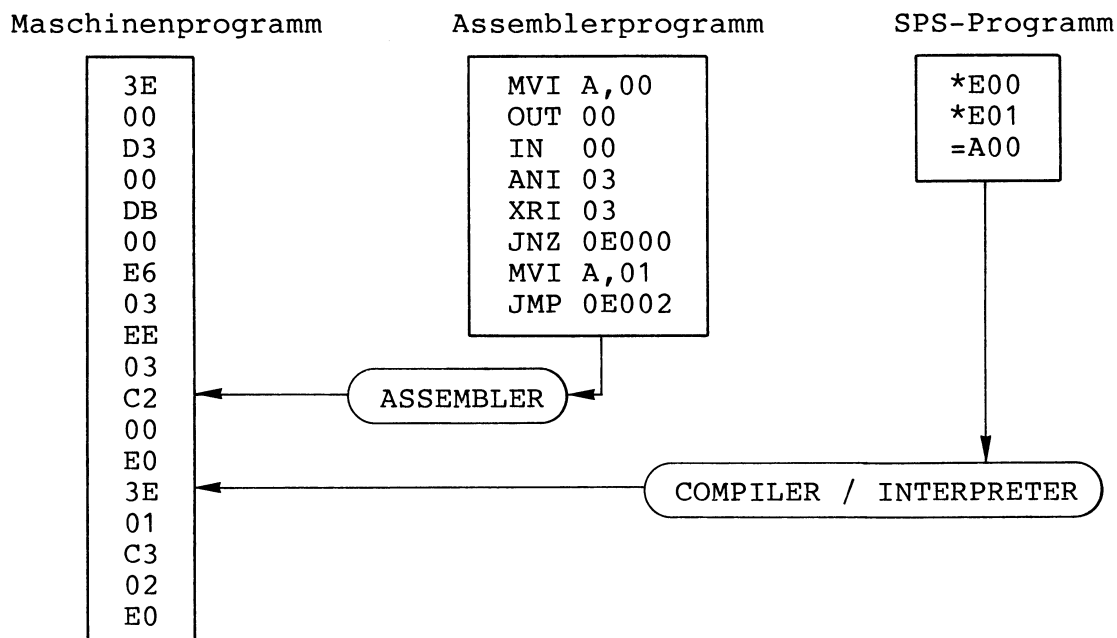 Maschinenprogramm
3E
00
D3
00
DB
00
E6
03
EE
03
C2
00
E0
3E
01
C3
02
E0
Assemblerprogramm
MVI A,00
OUT 00
IN 00
ANI 03
XRI 03
JNZ 0E000
MVI A,01
JMP 0E002
ASSEMBLER
SPS-Programm
*E00
*E01
=A00
COMPILER / INTERPRETER